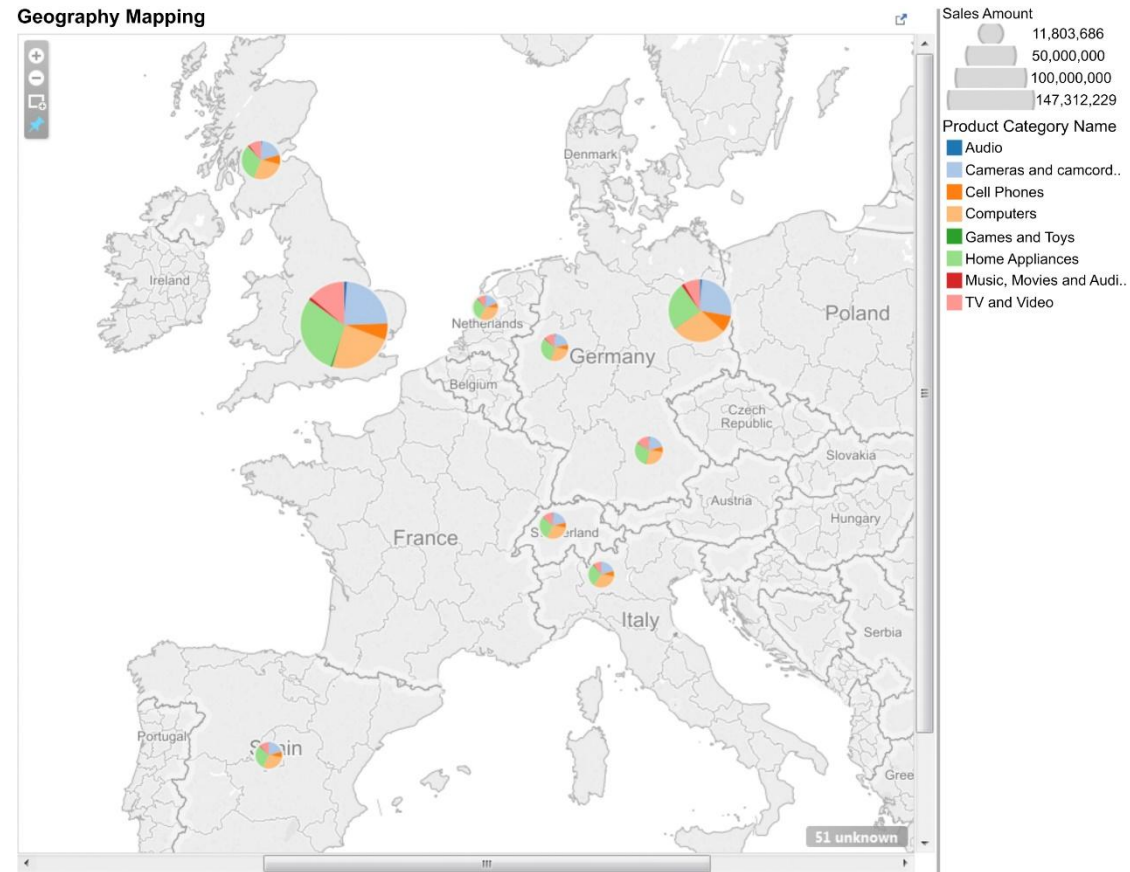 Geography Mapping
Denmark
Ireland
Netherlands
Poland
Germany
Belgium
Czech
Republic
Slovakia
Austria
Hungary
France
Italy
Serbia
Portugal
Gree
51 unknown
Sales Amount
11,803,686
50,000,000
100,000,000
147,312,229
Product Category Name
Audio
Cameras and camcord..
Cell Phones
Computers
Games and Toys
Home Appliances
Music, Movies and Audi..
TV and Video